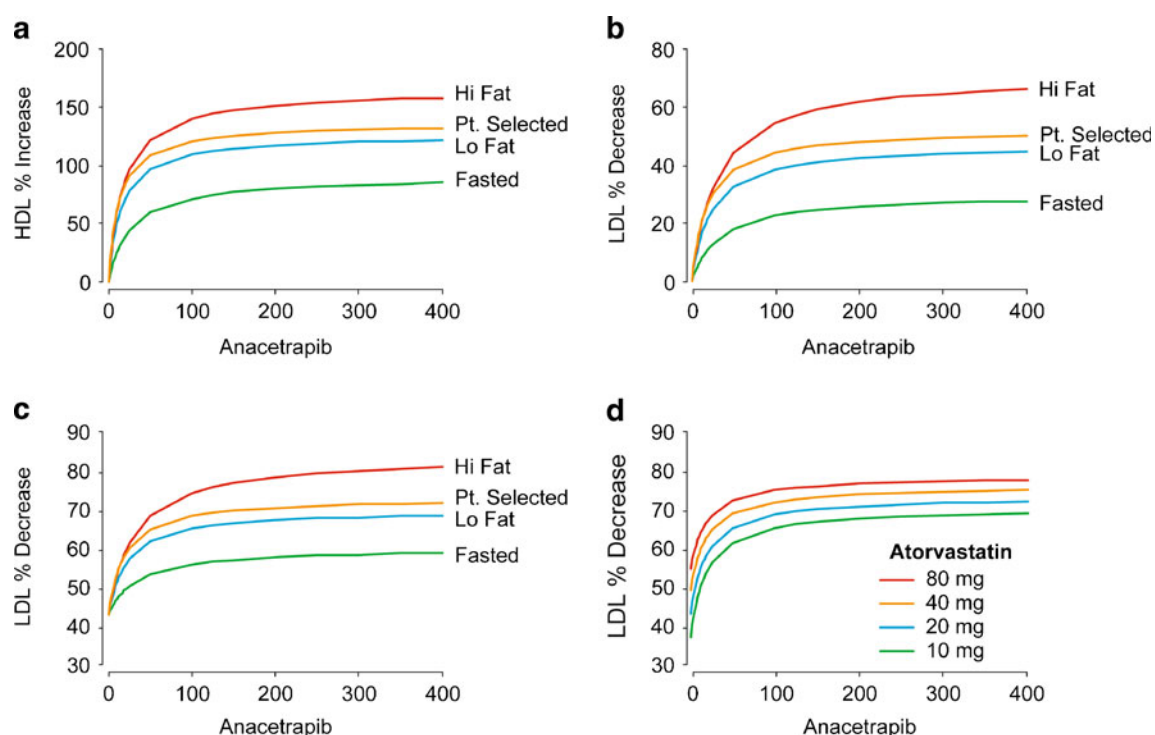 a
HDL % Increase
200
150
100
50
0
Hi Fat
Pt. Selected
Lo Fat
Fasted
0 100 200 300 400
Anacetrapib
b
LDL % Decrease
80
60
40
20
0
Hi Fat
Pt. Selected
Lo Fat
Fasted
0 100 200 300 400
Anacetrapib
c
LDL % Decrease
90
80
70
60
50
40
30
Hi Fat
Pt. Selected
Lo Fat
Fasted
0 100 200 300 400
Anacetrapib
d
LDL % Decrease
90
80
70
60
50
40
30
Atorvastatin
80 mg
40 mg
20 mg
10 mg
0 100 200 300 400
Anacetrapib